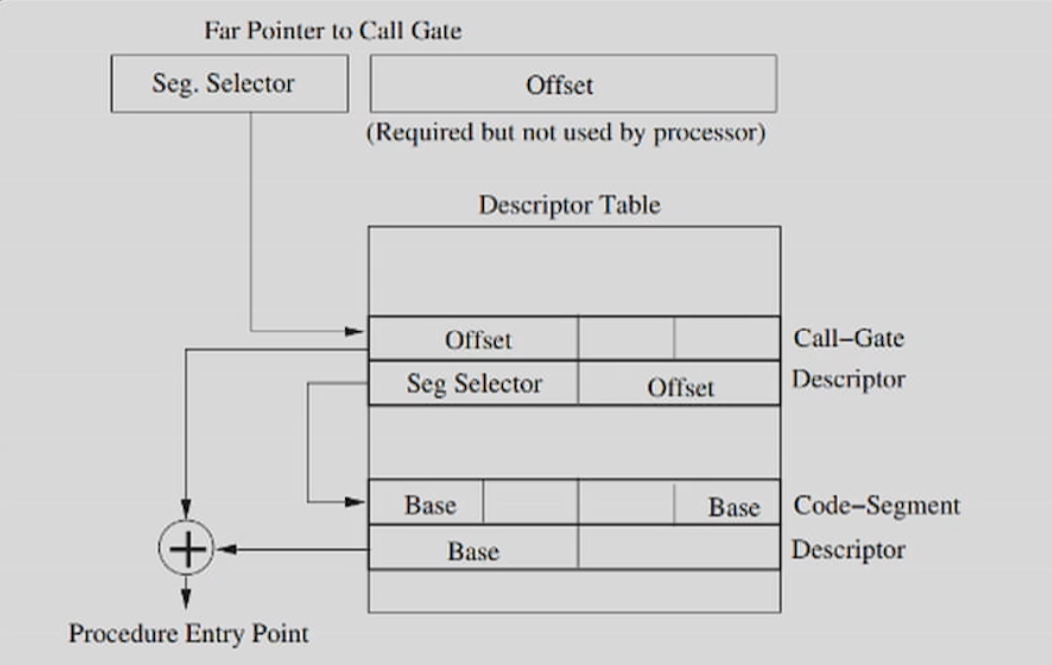 Far Pointer to Call Gate
Seg. Selector
Offset
(Required but not used by processor)
Descriptor Table
Offset
Call–Gate
Seg Selector
Offset
Descriptor
Base
Base
Code–Segment
Base
Descriptor
+
Procedure Entry Point